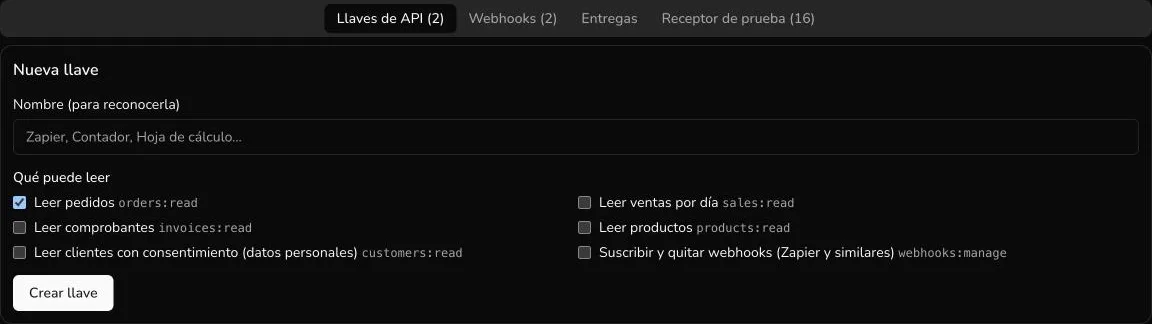 Llaves de API (2) Webhooks (2) Entregas Receptor de prueba (16)
Nueva llave
Nombre (para reconocerla)
Zapier, Contador, Hoja de cálculo...
Qué puede leer
Leer pedidos orders:read Leer ventas por día sales:read
Leer comprobantes invoices:read Leer productos products:read
Leer clientes con consentimiento (datos personales) customers:read Suscribir y quitar webhooks (Zapier y similares) webhooks:manage
Crear llave